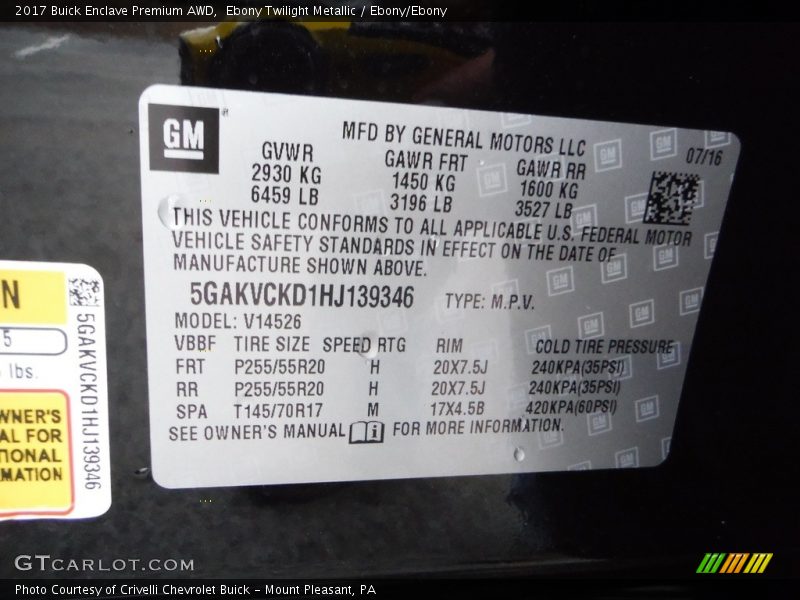 2017 Buick Enclave Premium AWD,  Ebony Twilight Metallic / Ebony/Ebony
GM
MFD BY GENERAL MOTORS LLC
07/16
GVWR GAWR FRT GAWR RR
2930 KG 1450 KG 1600 KG
6459 LB 3196 LB 3527 LB
THIS VEHICLE CONFORMS TO ALL APPLICABLE U.S. FEDERAL MOTOR
VEHICLE SAFETY STANDARDS IN EFFECT ON THE DATE OF
MANUFACTURE SHOWN ABOVE.
5GAKVCKD1HJ139346 TYPE: M.P.V.
MODEL: V14526
VBBF TIRE SIZE SPEED RTG RIM COLD TIRE PRESSURE
FRT P255/55R20 H 20X7.5J 240KPA(35PSI)
RR P255/55R20 H 20X7.5J 240KPA(35PSI)
SPA T145/70R17 M 17X4.5B 420KPA(60PSI)
SEE OWNER'S MANUAL i FOR MORE INFORMATION.
N
5
lbs.
WNER'S
AL FOR
TIONAL
MATION
5GAKVCKD1HJ139346
GTCARLOT.COM
Photo Courtesy of Crivelli Chevrolet Buick – Mount Pleasant, PA